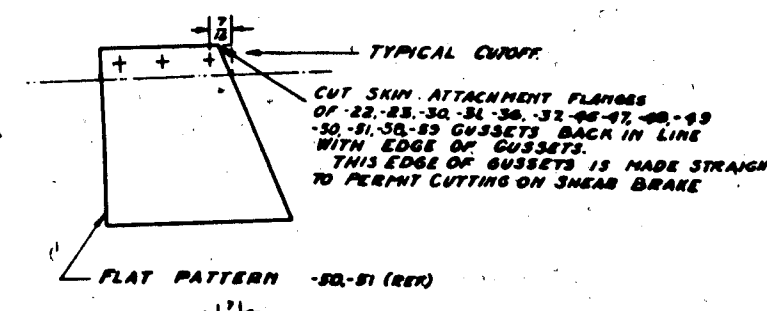 7
TYPICAL CUTOFF.
CUT SKIN ATTACHMENT FLANGES
OF -22,-23,-30,-31,-36,-37,-46-47,-48,-49
-50,-51,-58,-59 GUSSETS BACK IN LINE
WITH EDGE OF GUSSETS.
THIS EDGE OF GUSSETS IS MADE STRAIGH
TO PERMIT CUTTING ON SHEAR BRAKE
FLAT PATTERN -50,-51 (REF)
7